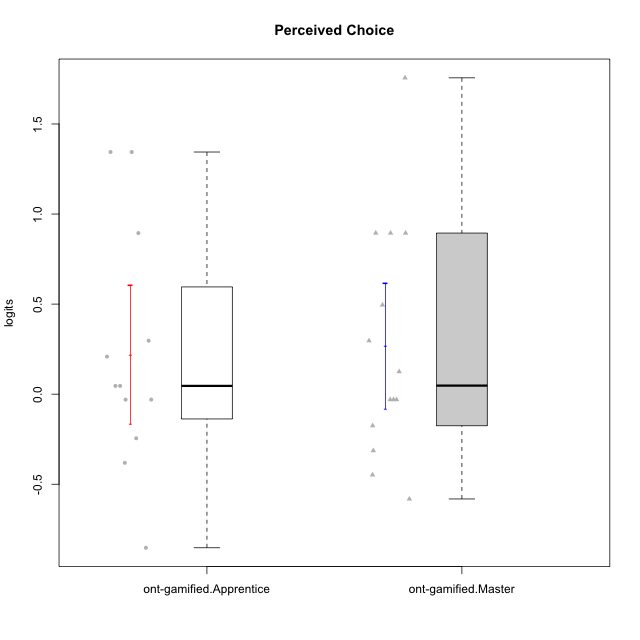 Perceived Choice
logits
1.5
1.0
0.5
0.0
-0.5
ont-gamified.Apprentice
ont-gamified.Master